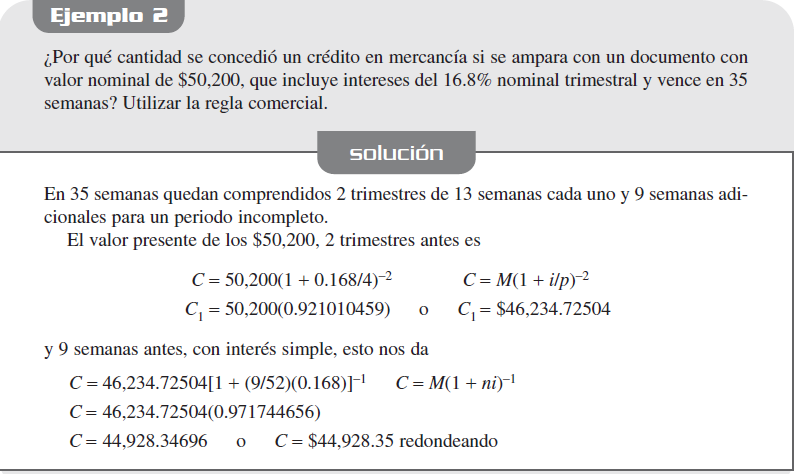 Ejemplo 2
¿Por qué cantidad se concedió un crédito en mercancía si se ampara con un documento con
valor nominal de $50,200, que incluye intereses del 16.8% nominal trimestral y vence en 35
semanas? Utilizar la regla comercial.
solución
En 35 semanas quedan comprendidos 2 trimestres de 13 semanas cada uno y 9 semanas adi-
cionales para un periodo incompleto.
El valor presente de los $50,200, 2 trimestres antes es
C = 50,200(1 + 0.168/4)⁻² C = M(1 + i/p)⁻²
C₁ = 50,200(0.921010459) o C₁ = $46,234.72504
y 9 semanas antes, con interés simple, esto nos da
C = 46,234.72504[1 + (9/52)(0.168)]⁻¹ C = M(1 + ni)⁻¹
C = 46,234.72504(0.971744656)
C = 44,928.34696 o C = $44,928.35 redondeando